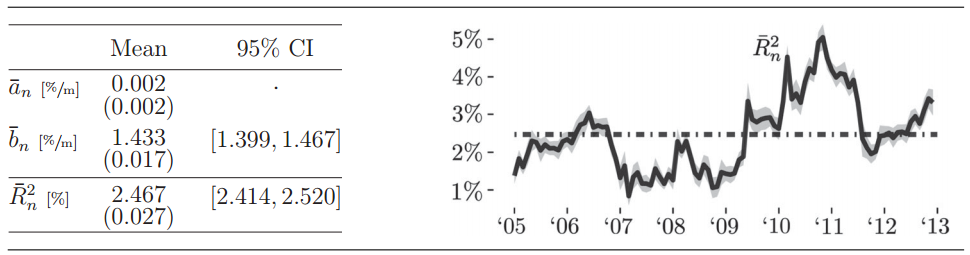 Mean 95% CI
ā_n [%/m] 0.002 ·
(0.002)
b̄_n [%/m] 1.433 [1.399, 1.467]
(0.017)
R̄²_n [%] 2.467 [2.414, 2.520]
(0.027)
R̄²_n
5%
4%
3%
2%
1%
‘05 ‘06 ‘07 ‘08 ‘09 ‘10 ‘11 ‘12 ‘13